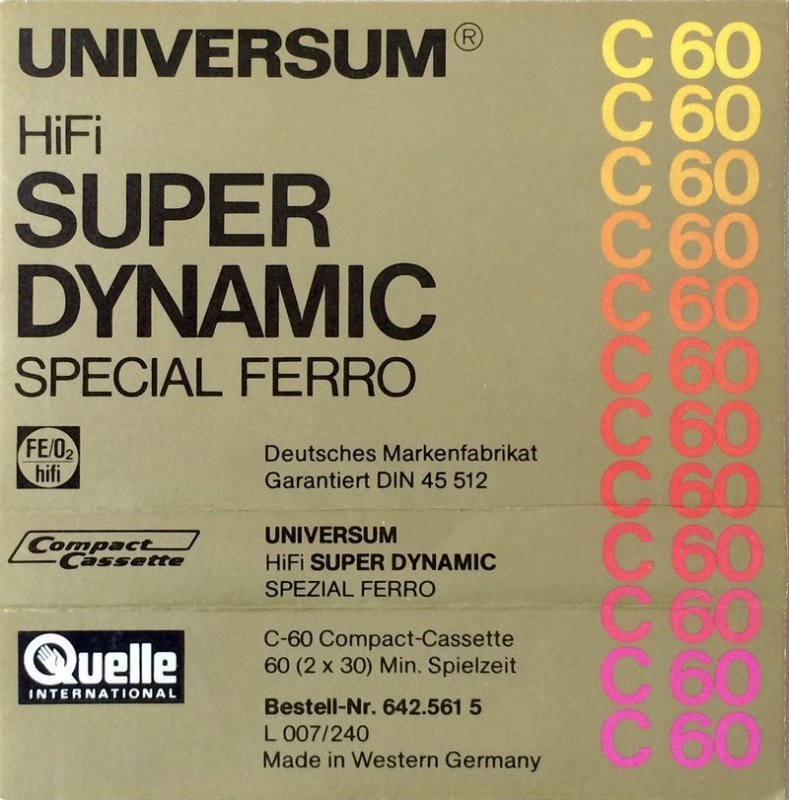 UNIVERSUM®
HiFi
SUPER
DYNAMIC
SPECIAL FERRO
FE/O₂
hifi
Deutsches Markenfabrikat
Garantiert DIN 45 512
Compact
Cassette
UNIVERSUM
HiFi SUPER DYNAMIC
SPEZIAL FERRO
Quelle
INTERNATIONAL
C-60 Compact-Cassette
60 (2 x 30) Min. Spielzeit
Bestell-Nr. 642.561 5
L 007/240
Made in Western Germany
C 60
C 60
C 60
C 60
C 60
C 60
C 60
C 60
C 60
C 60
C 60
C 60